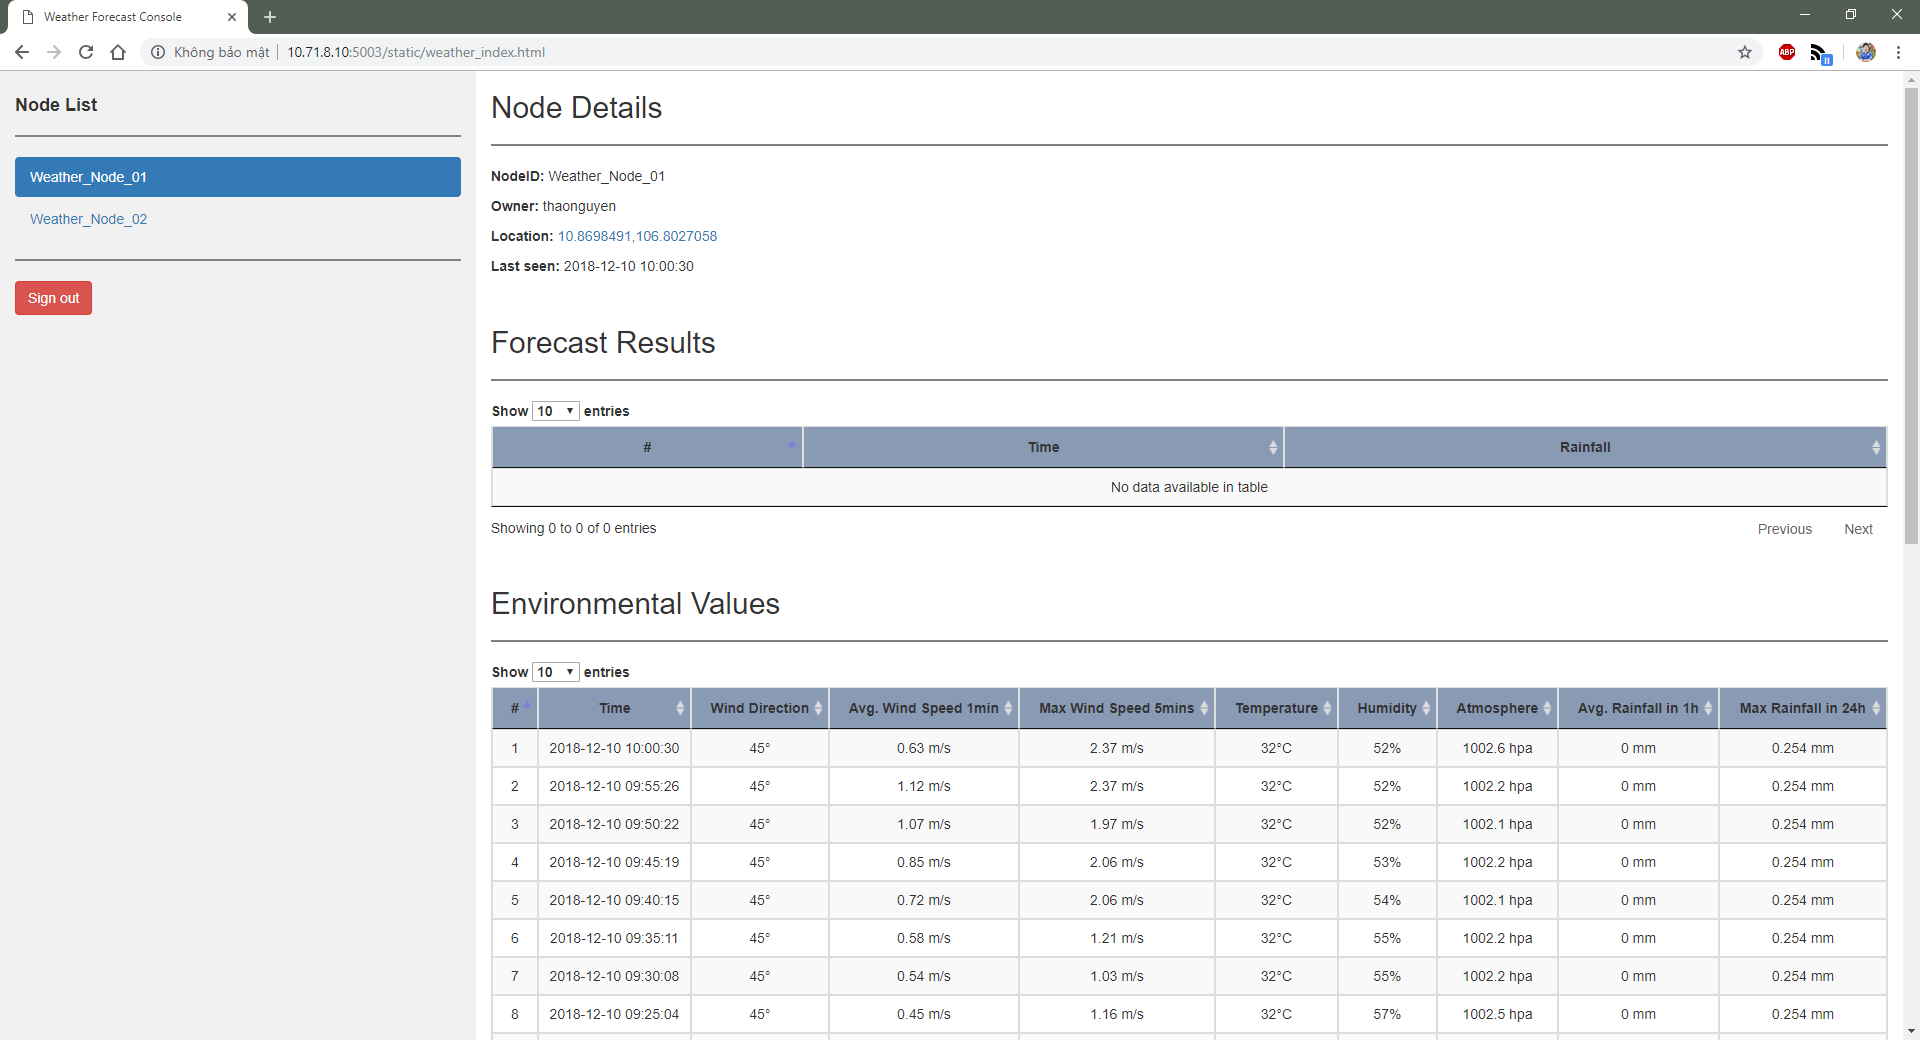 Weather Forecast Console
Không bảo mật 10.71.8.10:5003/static/weather_index.html
ABP
Node List
Weather_Node_01
Weather_Node_02
Sign out
Node Details
NodeID: Weather_Node_01
Owner: thaonguyen
Location: 10.8698491,106.8027058
Last seen: 2018-12-10 10:00:30
Forecast Results
Show 10 entries
# Time Rainfall
No data available in table
Showing 0 to 0 of 0 entries Previous Next
Environmental Values
Show 10 entries
# Time Wind Direction Avg. Wind Speed 1min Max Wind Speed 5mins Temperature Humidity Atmosphere Avg. Rainfall in 1h Max Rainfall in 24h
1 2018-12-10 10:00:30 45° 0.63 m/s 2.37 m/s 32°C 52% 1002.6 hpa 0 mm 0.254 mm
2 2018-12-10 09:55:26 45° 1.12 m/s 2.37 m/s 32°C 52% 1002.2 hpa 0 mm 0.254 mm
3 2018-12-10 09:50:22 45° 1.07 m/s 1.97 m/s 32°C 52% 1002.1 hpa 0 mm 0.254 mm
4 2018-12-10 09:45:19 45° 0.85 m/s 2.06 m/s 32°C 53% 1002.2 hpa 0 mm 0.254 mm
5 2018-12-10 09:40:15 45° 0.72 m/s 2.06 m/s 32°C 54% 1002.1 hpa 0 mm 0.254 mm
6 2018-12-10 09:35:11 45° 0.58 m/s 1.21 m/s 32°C 55% 1002.2 hpa 0 mm 0.254 mm
7 2018-12-10 09:30:08 45° 0.54 m/s 1.03 m/s 32°C 55% 1002.2 hpa 0 mm 0.254 mm
8 2018-12-10 09:25:04 45° 0.45 m/s 1.16 m/s 32°C 57% 1002.5 hpa 0 mm 0.254 mm